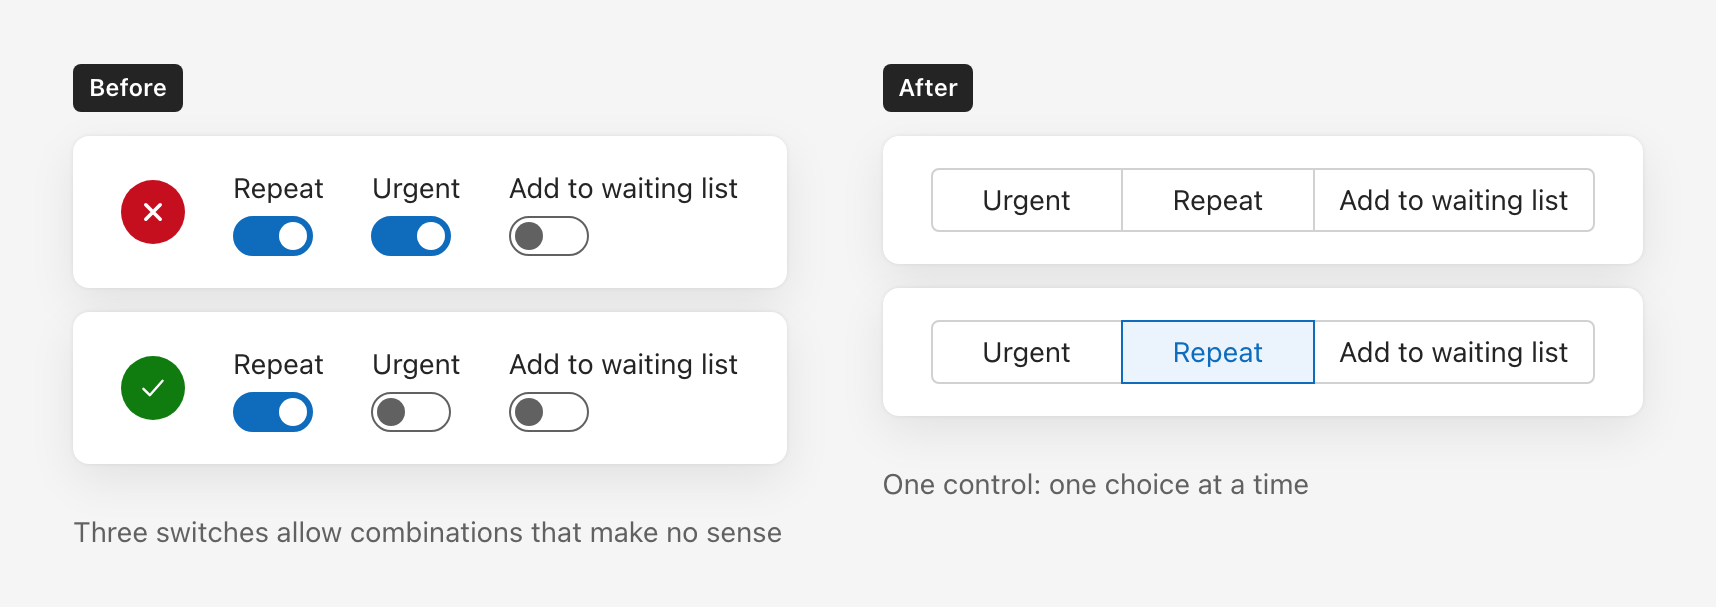 Before
Repeat Urgent Add to waiting list
Repeat Urgent Add to waiting list
Three switches allow combinations that make no sense
After
Urgent Repeat Add to waiting list
Urgent Repeat Add to waiting list
One control: one choice at a time